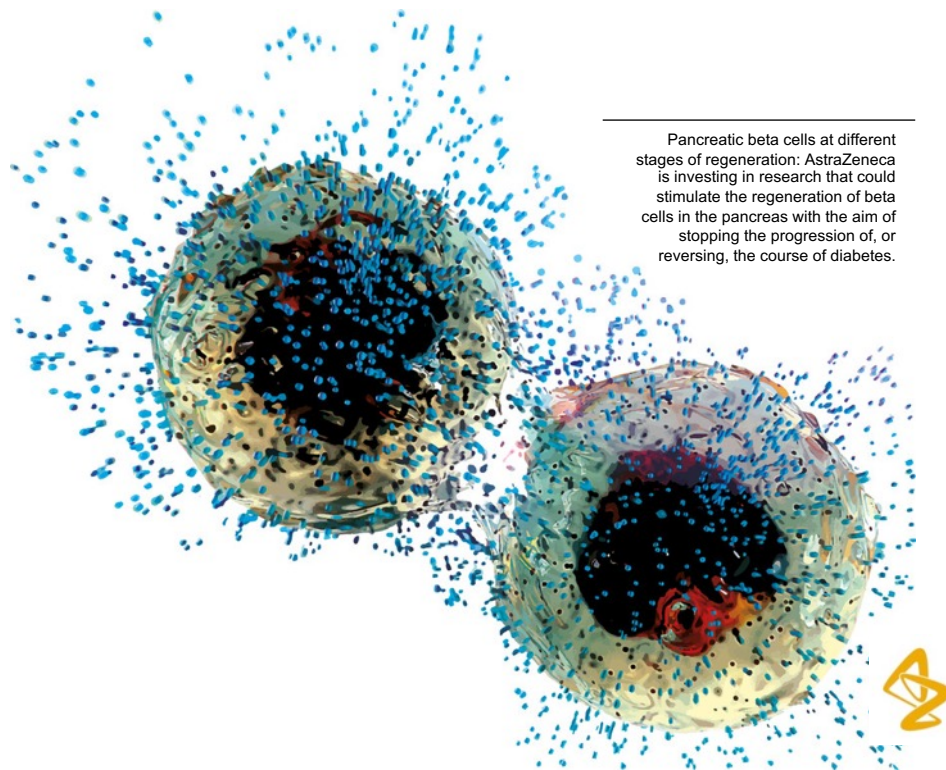 Pancreatic beta cells at different
stages of regeneration: AstraZeneca
is investing in research that could
stimulate the regeneration of beta
cells in the pancreas with the aim of
stopping the progression of, or
reversing, the course of diabetes.